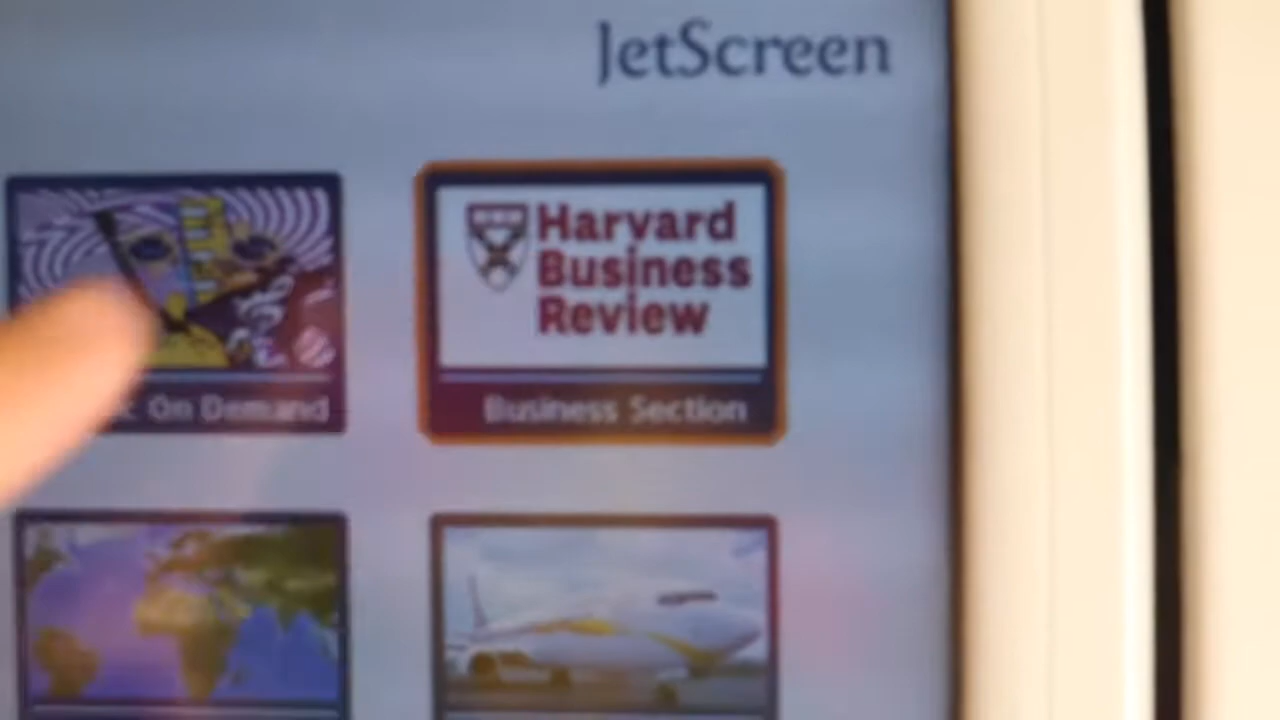 JetScreen
Harvard
Business
Review
On Demand
Business Section